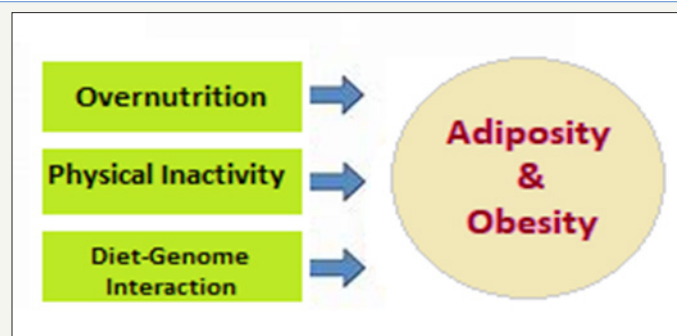 Overnutrition
Physical Inactivity
Diet-Genome
Interaction
Adiposity
&
Obesity